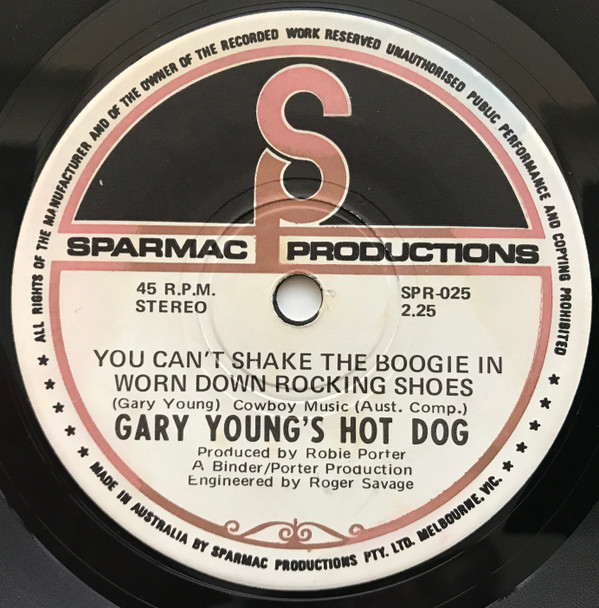 ALL RIGHTS OF THE MANUFACTURER AND OF THE OWNER OF THE RECORDED WORK RESERVED UNAUTHORISED PUBLIC PERFORMANCE AND COPYING PROHIBITED
SP
SPARMAC PRODUCTIONS
45 R.P.M.
STEREO
SPR-025
2.25
YOU CAN'T SHAKE THE BOOGIE IN
WORN DOWN ROCKING SHOES
(Gary Young) Cowboy Music (Aust. Comp.)
GARY YOUNG'S HOT DOG
Produced by Robie Porter
A Binder/Porter Production
Engineered by Roger Savage
MADE IN AUSTRALIA BY SPARMAC PRODUCTIONS PTY. LTD. MELBOURNE, VIC.